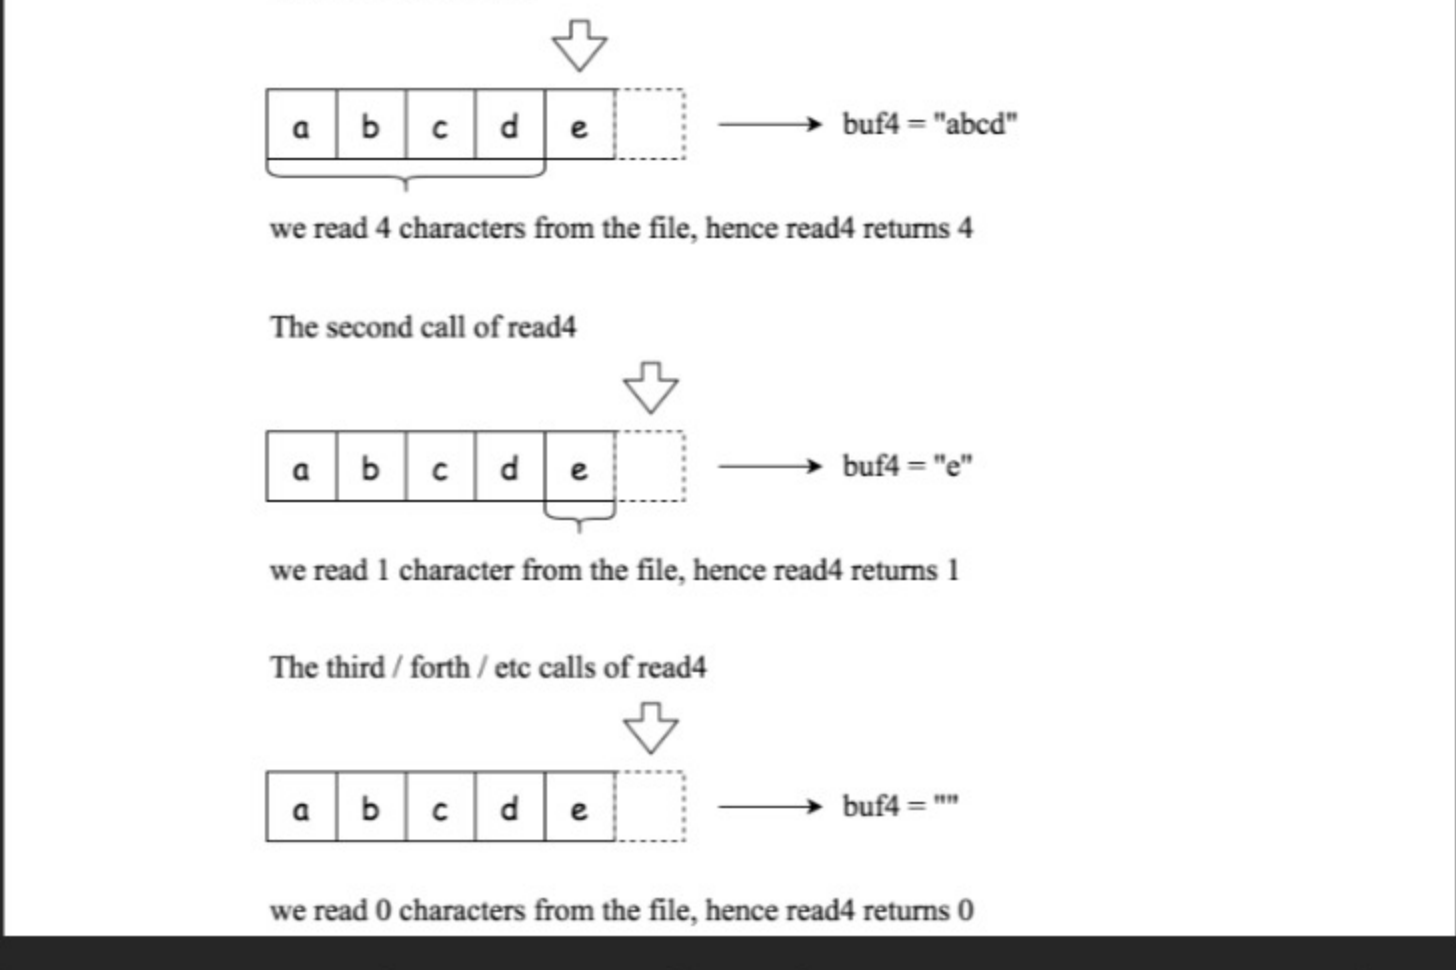 a b c d e
buf4 = "abcd"
we read 4 characters from the file, hence read4 returns 4
The second call of read4
a b c d e
buf4 = "e"
we read 1 character from the file, hence read4 returns 1
The third / forth / etc calls of read4
a b c d e
buf4 = ""
we read 0 characters from the file, hence read4 returns 0